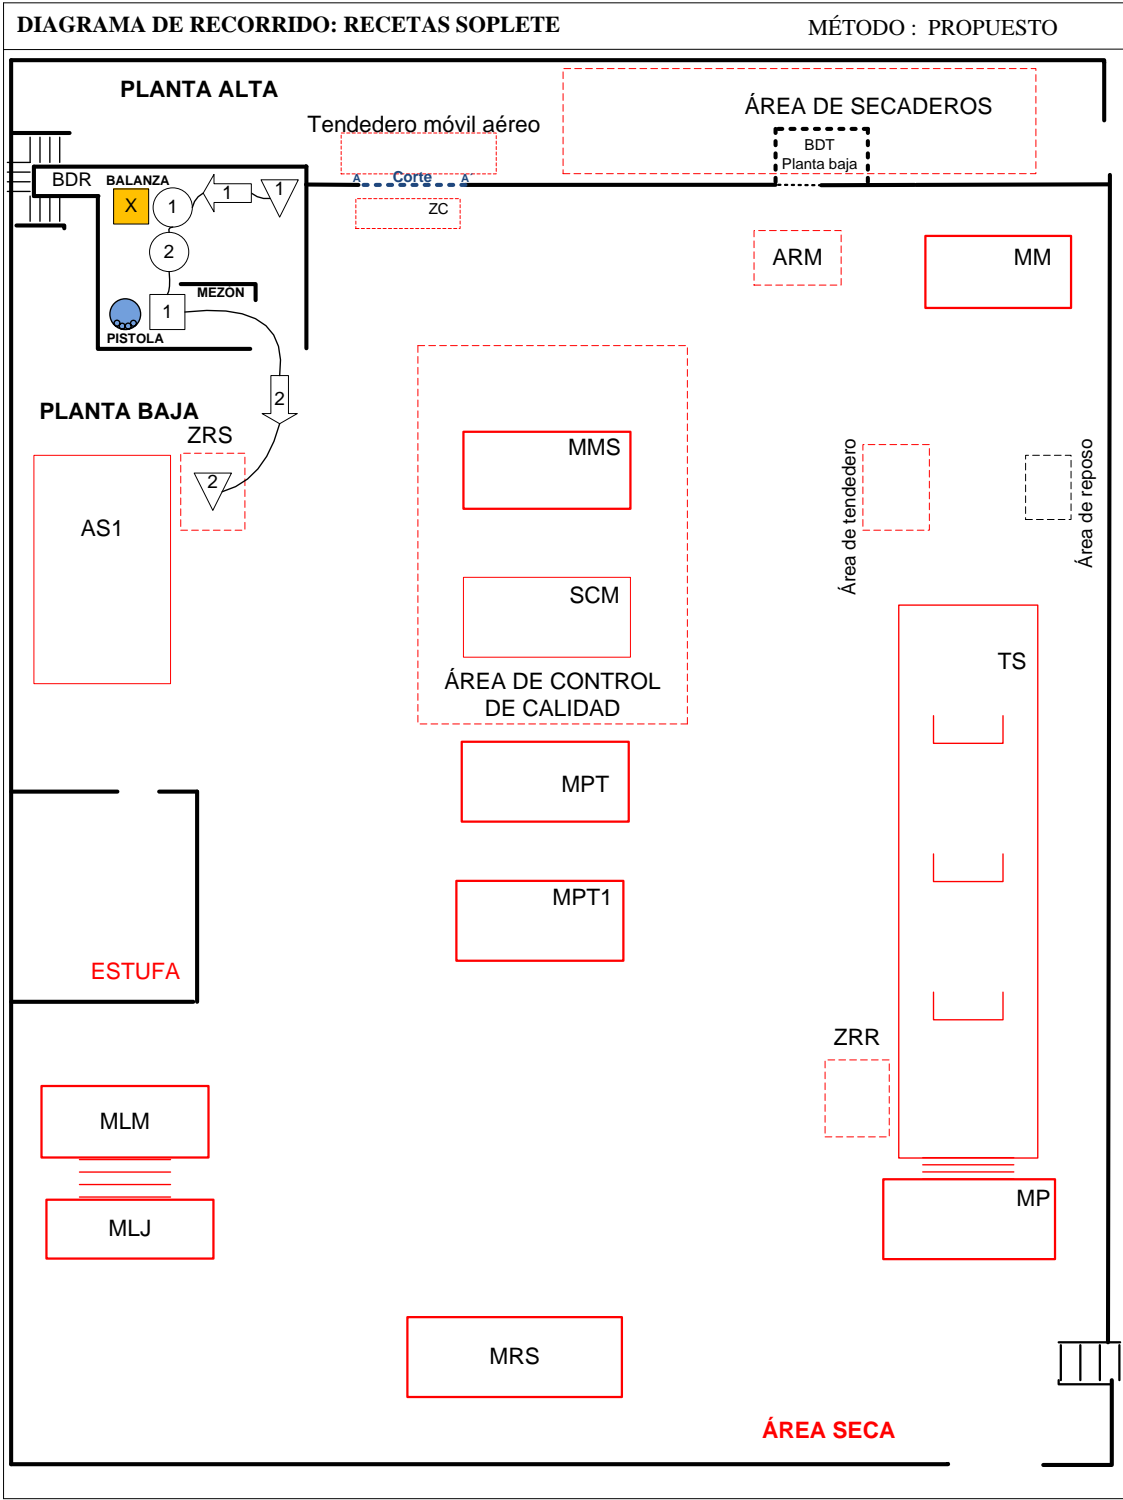 DIAGRAMA DE RECORRIDO: RECETAS SOPLETE
MÉTODO : PROPUESTO
PLANTA ALTA
ÁREA DE SECADEROS
Tendedero móvil aéreo
BDT
Planta baja
BDR
BALANZA
A
Corte
A
X
1
1
1
ZC
2
ARM
MM
MEZÓN
1
PISTOLA
2
PLANTA BAJA
ZRS
2
MMS
Área de tendedero
Área de reposo
AS1
SCM
ÁREA DE CONTROL
DE CALIDAD
TS
MPT
MPT1
ESTUFA
ZRR
MLM
MP
MLJ
MRS
ÁREA SECA